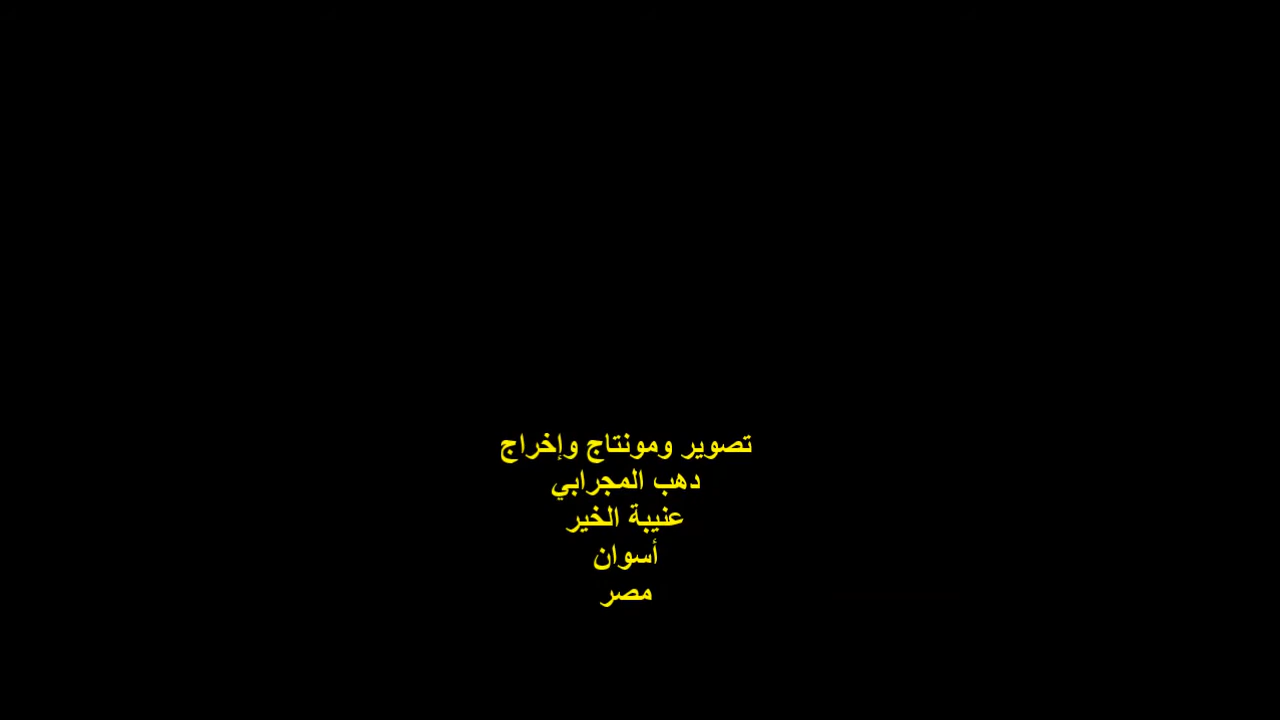 تصوير ومونتاج وإخراج
دهب المجرابي
عنيبة الخير
أسوان
مصر